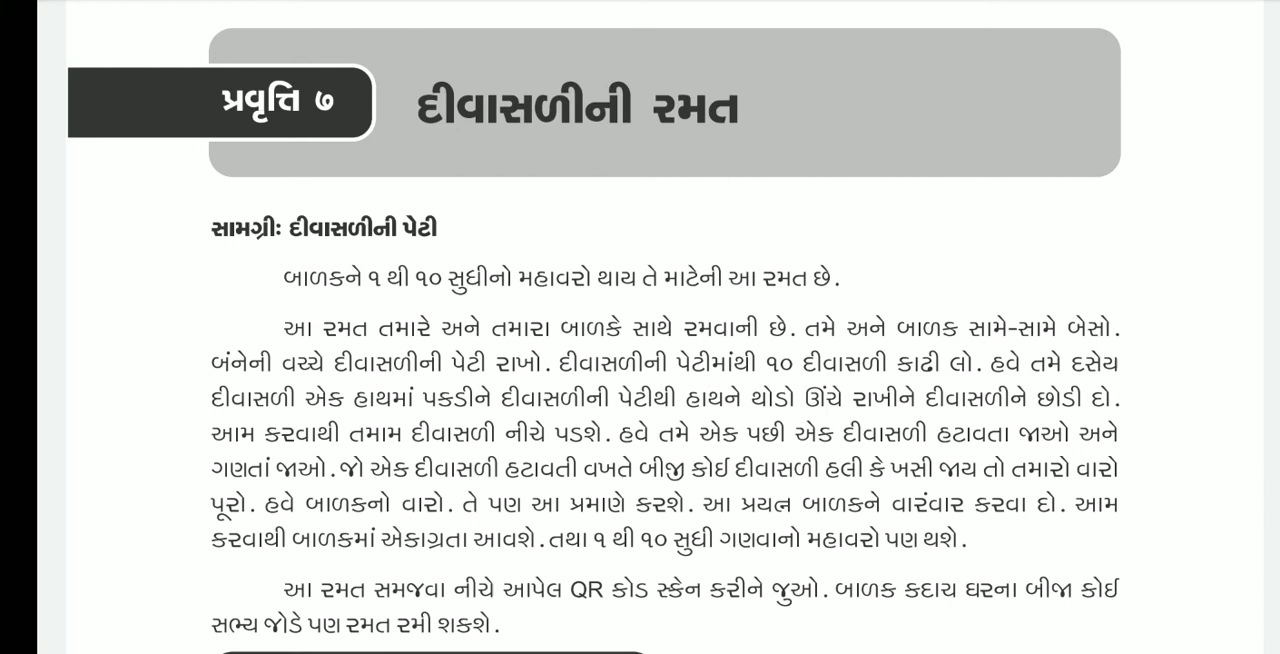 પ્રવૃત્તિ ૭
દીવાસળીની રમત
સામગ્રીઃ દીવાસળીની પેટી
બાળકને ૧ થી ૧૦ સુધીનો મહાવરો થાય તે માટેની આ રમત છે.
આ રમત તમારે અને તમારા બાળકે સાથે રમવાની છે. તમે અને બાળક સામે-સામે બેસો.
બંનેની વચ્ચે દીવાસળીની પેટી રાખો. દીવાસળીની પેટીમાંથી ૧૦ દીવાસળી કાઢી લો. હવે તમે દસેય
દીવાસળી એક હાથમાં પકડીને દીવાસળીની પેટીથી હાથને થોડો ઊંચે રાખીને દીવાસળીને છોડી દો.
આમ કરવાથી તમામ દીવાસળી નીચે પડશે. હવે તમે એક પછી એક દીવાસળી હટાવતા જાઓ અને
ગણતાં જાઓ. જો એક દીવાસળી હટાવતી વખતે બીજી કોઈ દીવાસળી હલી કે ખસી જાય તો તમારો વારો
પૂરો. હવે બાળકનો વારો. તે પણ આ પ્રમાણે કરશે. આ પ્રયત્ન બાળકને વારંવાર કરવા દો. આમ
કરવાથી બાળકમાં એકાગ્રતા આવશે. તથા ૧ થી ૧૦ સુધી ગણવાનો મહાવરો પણ થશે.
આ રમત સમજવા નીચે આપેલ QR કોડ સ્કેન કરીને જુઓ. બાળક કદાચ ઘરના બીજા કોઈ
સભ્ય જોડે પણ રમત રમી શકશે.